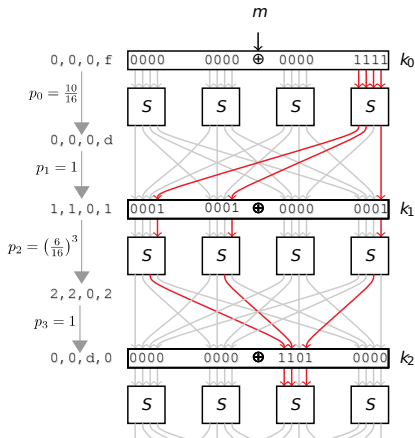 m
0,0,0,f 0000 0000 ⊕ 0000 1111 k₀
p₀ = 10/16
S S S S
0,0,0,d
p₁ = 1
1,1,0,1 0001 0001 ⊕ 0000 0001 k₁
p₂ = (6/16)³
S S S S
2,2,0,2
p₃ = 1
0,0,d,0 0000 0000 ⊕ 1101 0000 k₂
S S S S